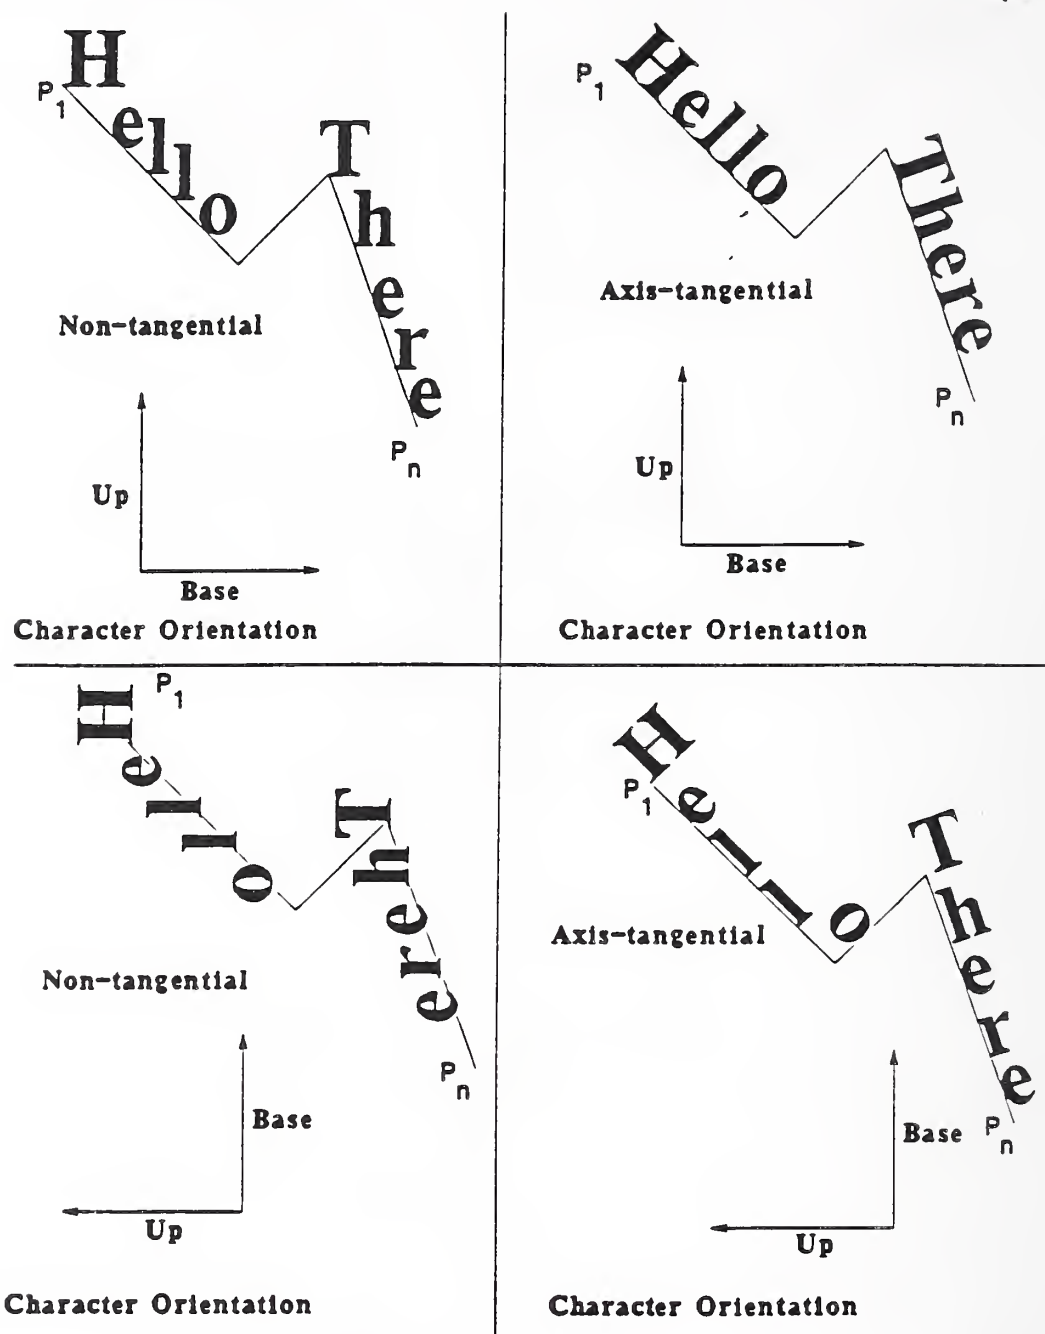 Hello There
P1
Pn
Non-tangential
Up
Base
Character Orientation
Hello There
P1
Pn
Axis-tangential
Up
Base
Character Orientation
Hello There
P1
Pn
Non-tangential
Base
Up
Character Orientation
Hello There
P1
Pn
Axis-tangential
Base
Up
Character Orientation